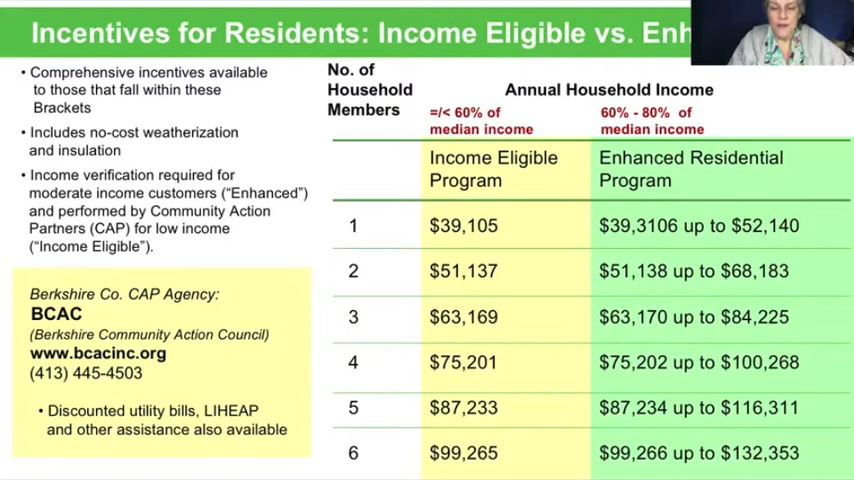 Incentives for Residents: Income Eligible vs. Enh
• Comprehensive incentives available
to those that fall within these
Brackets
• Includes no-cost weatherization
and insulation
• Income verification required for
moderate income customers (“Enhanced”)
and performed by Community Action
Partners (CAP) for low income
(“Income Eligible”).
Berkshire Co. CAP Agency:
BCAC
(Berkshire Community Action Council)
www.bcacinc.org
(413) 445-4503
• Discounted utility bills, LIHEAP
and other assistance also available
No. of
Household
Members
Annual Household Income
=/< 60% of
median income
60% - 80% of
median income
Income Eligible
Program
Enhanced Residential
Program
1 $39,105 $39,3106 up to $52,140
2 $51,137 $51,138 up to $68,183
3 $63,169 $63,170 up to $84,225
4 $75,201 $75,202 up to $100,268
5 $87,233 $87,234 up to $116,311
6 $99,265 $99,266 up to $132,353